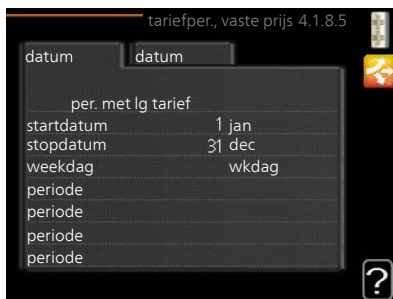 tariefper., vaste prijs 4.1.8.5
datum datum
per. met lg tarief
startdatum 1 jan
stopdatum 31 dec
weekdag wkdag
periode
periode
periode
periode
?